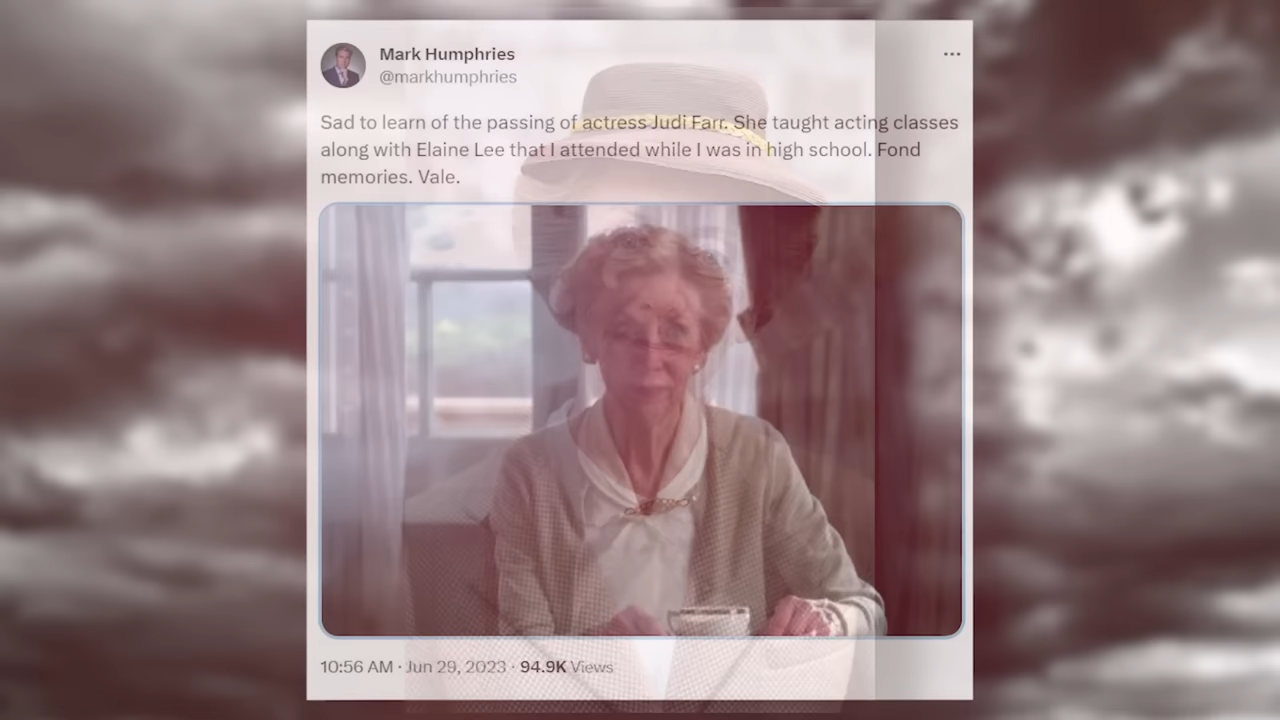 Mark Humphries
@markhumphries
Sad to learn of the passing of actress Judi Farr. She taught acting classes
along with Elaine Lee that I attended while I was in high school. Fond
memories. Vale.
10:56 AM · Jun 29, 2023 · 94.9K Views